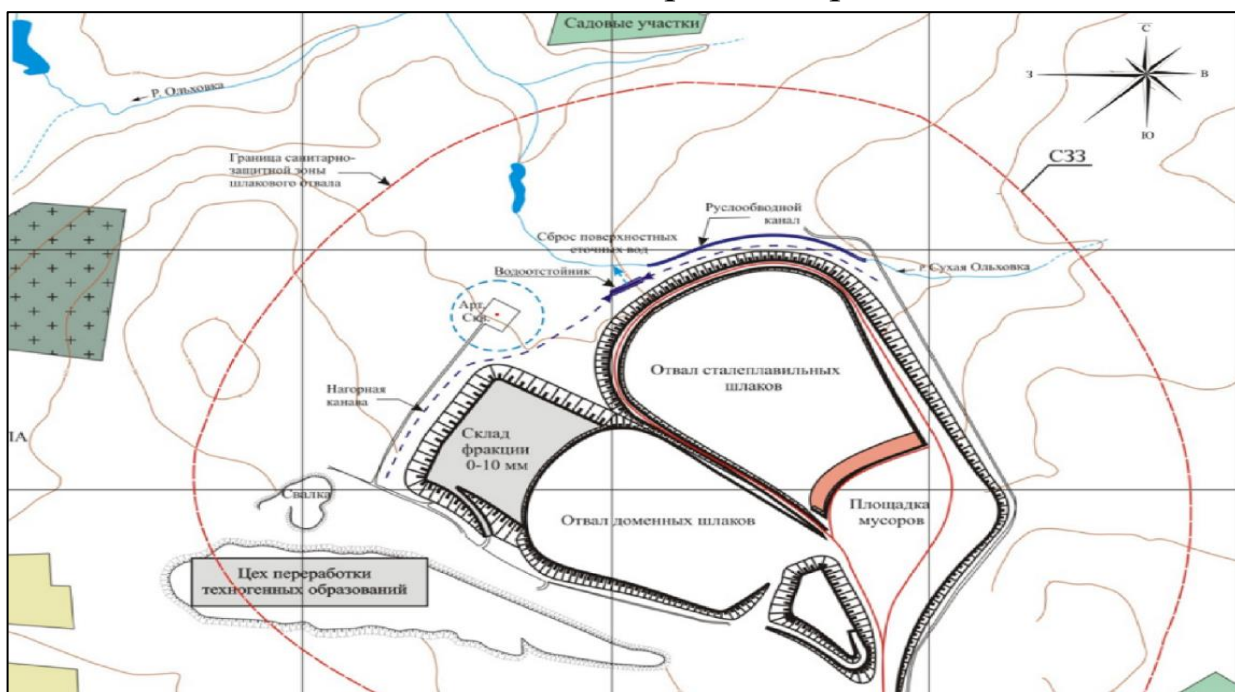 Садовые участки
С
З
В
Ю
Р. Ольховка
Граница санитарно-
защитной зоны
шлакового отвала
СЗЗ
Руслообводной
канал
Сброс поверхностных
сточных вод
Водоотстойник
Р Сухая Ольховка
Арт.
Скв.
Отвал сталеплавильных
шлаков
Нагорная
канава
Склад
фракции
0-10 мм
Свалка
Площадка
мусоров
Отвал доменных шлаков
Цех переработки
техногенных образований